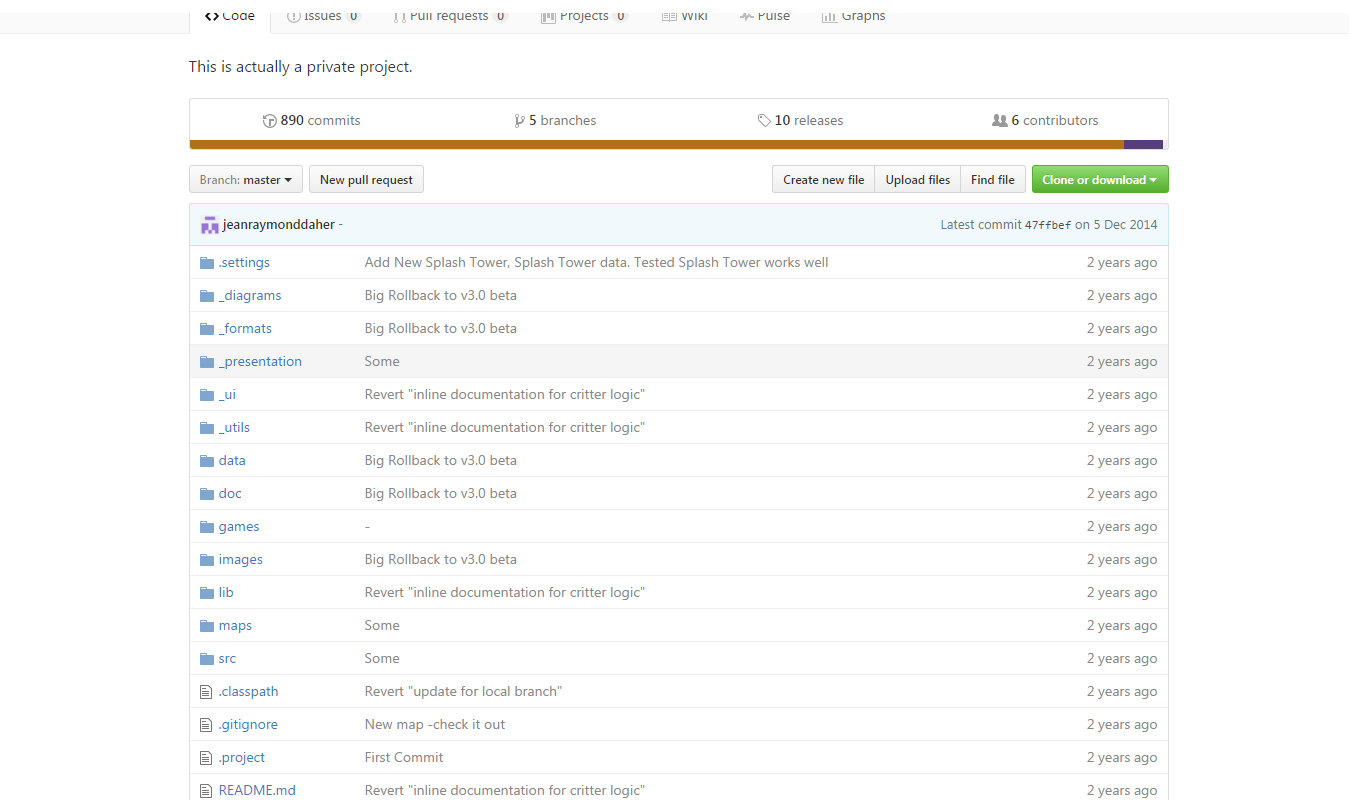 Code Issues 0 Pull requests 0 Projects 0 Wiki Pulse Graphs
This is actually a private project.
890 commits 5 branches 10 releases 6 contributors
Branch: master New pull request Create new file Upload files Find file Clone or download
jeanraymonddaher - Latest commit 47ffbef on 5 Dec 2014
.settings Add New Splash Tower, Splash Tower data. Tested Splash Tower works well 2 years ago
_diagrams Big Rollback to v3.0 beta 2 years ago
_formats Big Rollback to v3.0 beta 2 years ago
_presentation Some 2 years ago
_ui Revert "inline documentation for critter logic" 2 years ago
_utils Revert "inline documentation for critter logic" 2 years ago
data Big Rollback to v3.0 beta 2 years ago
doc Big Rollback to v3.0 beta 2 years ago
games - 2 years ago
images Big Rollback to v3.0 beta 2 years ago
lib Revert "inline documentation for critter logic" 2 years ago
maps Some 2 years ago
src Some 2 years ago
.classpath Revert "update for local branch" 2 years ago
.gitignore New map -check it out 2 years ago
.project First Commit 2 years ago
README.md Revert "inline documentation for critter logic" 2 years ago